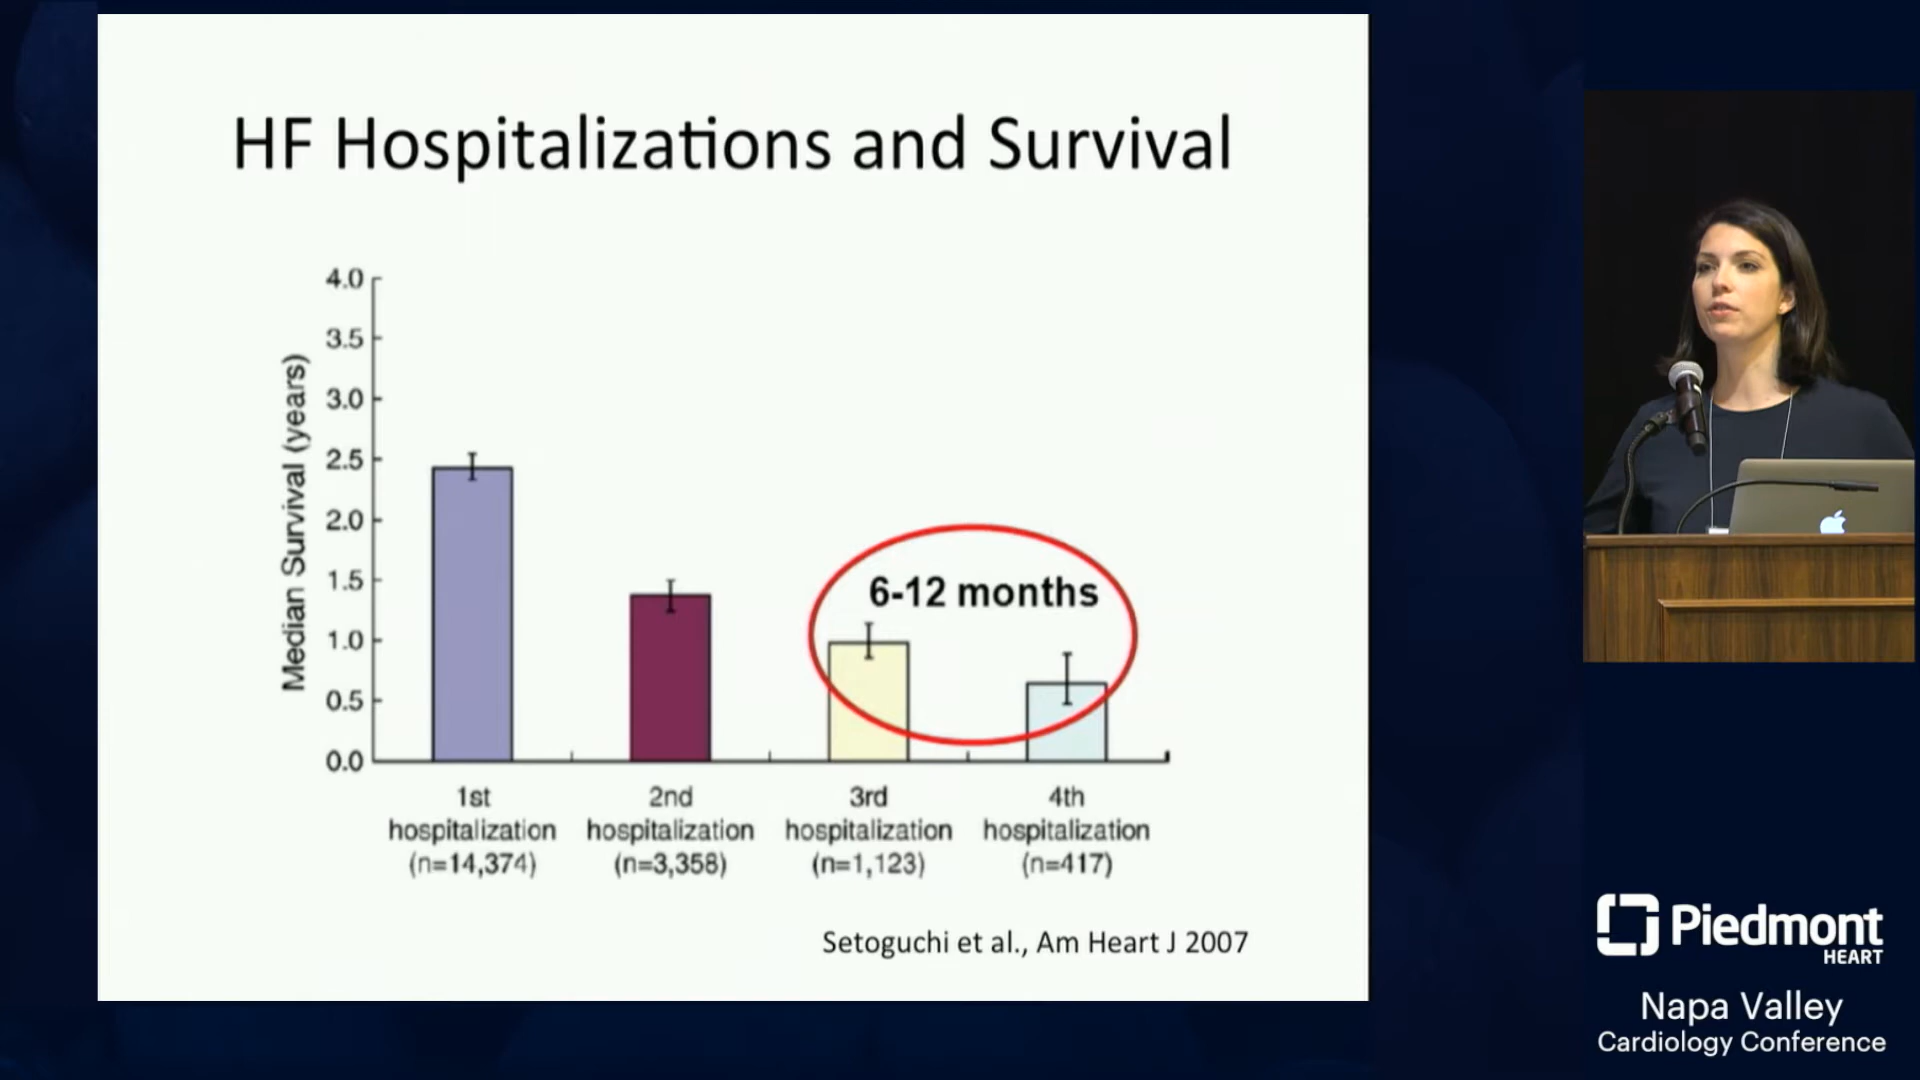 HF Hospitalizations and Survival
Median Survival (years)
4.0
3.5
3.0
2.5
2.0
1.5
1.0
0.5
0.0
6-12 months
1st
hospitalization
(n=14,374)
2nd
hospitalization
(n=3,358)
3rd
hospitalization
(n=1,123)
4th
hospitalization
(n=417)
Setoguchi et al., Am Heart J 2007
Piedmont
HEART
Napa Valley
Cardiology Conference